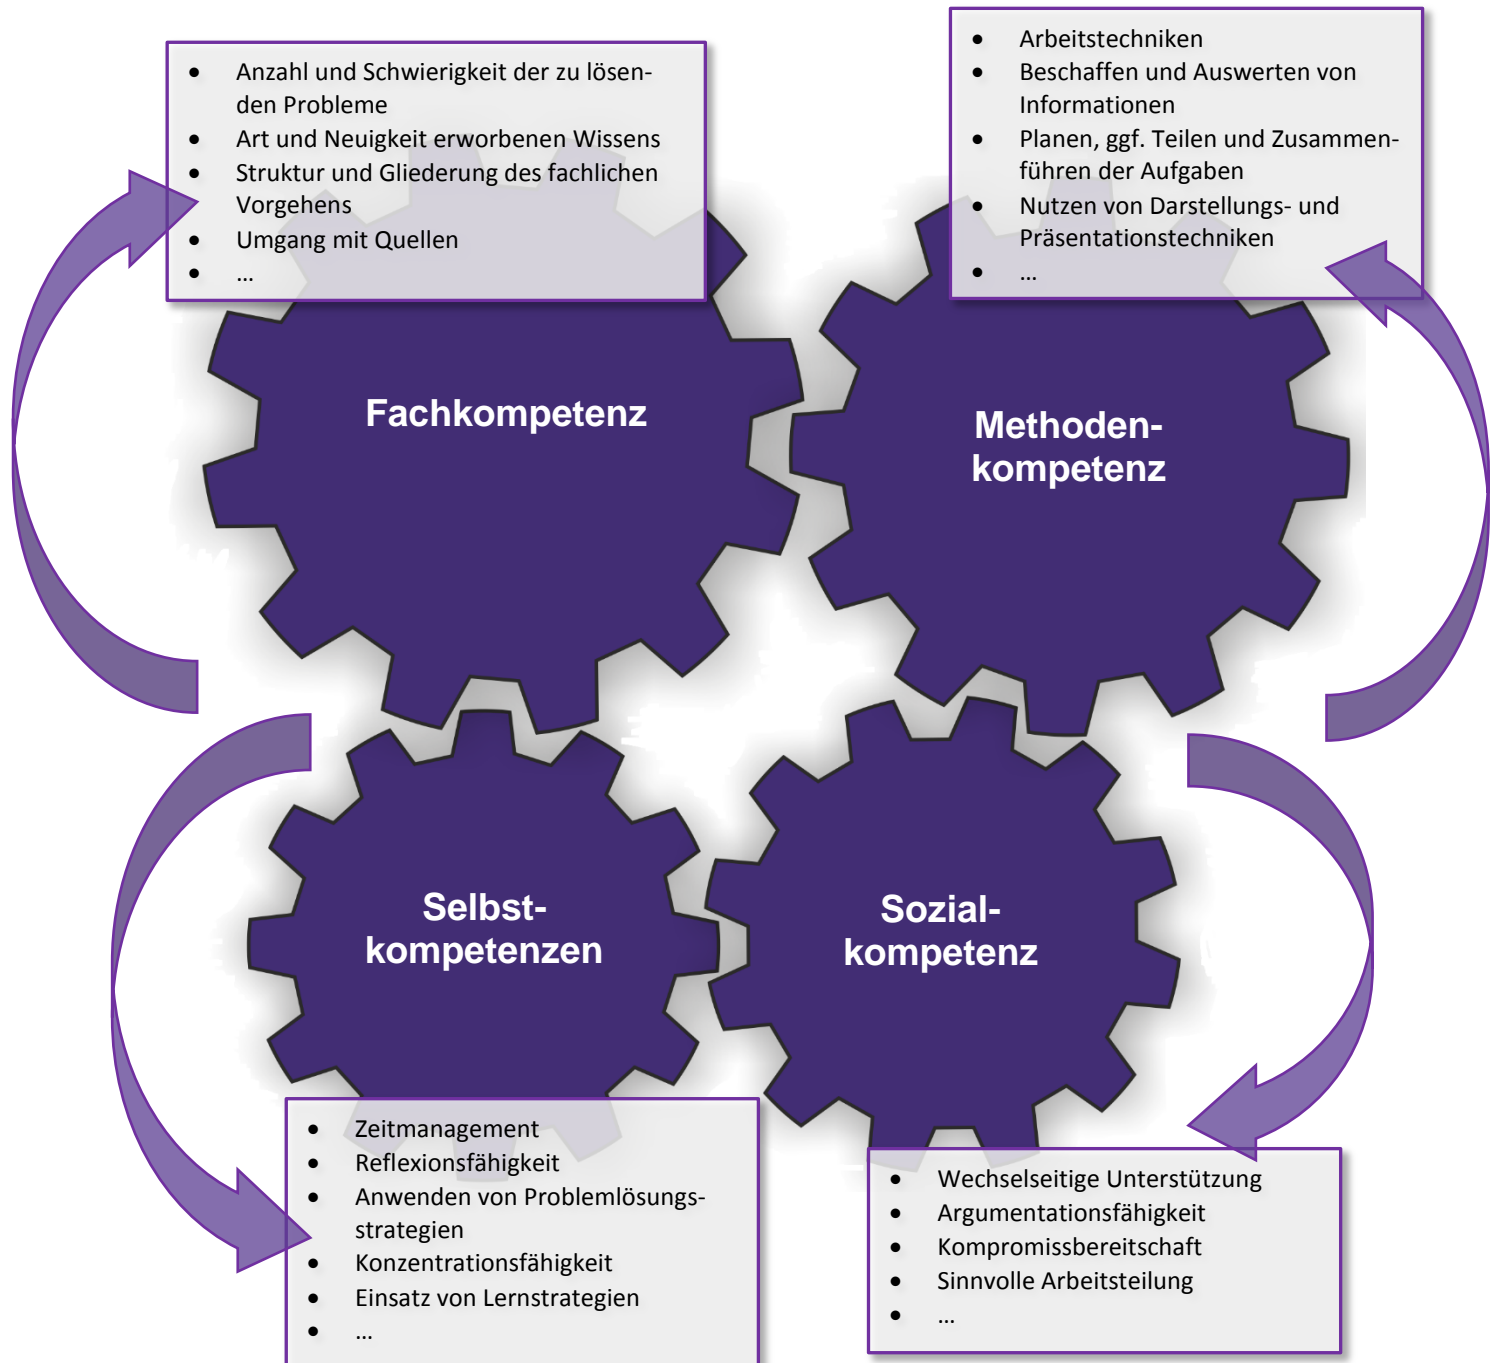 • Anzahl und Schwierigkeit der zu lösen-
den Probleme
• Art und Neuigkeit erworbenen Wissens
• Struktur und Gliederung des fachlichen
Vorgehens
• Umgang mit Quellen
• …
• Arbeitstechniken
• Beschaffen und Auswerten von
Informationen
• Planen, ggf. Teilen und Zusammen-
führen der Aufgaben
• Nutzen von Darstellungs- und
Präsentationstechniken
• …
Fachkompetenz
Methoden-
kompetenz
Selbst-
kompetenzen
Sozial-
kompetenz
• Zeitmanagement
• Reflexionsfähigkeit
• Anwenden von Problemlösungs-
strategien
• Konzentrationsfähigkeit
• Einsatz von Lernstrategien
• …
• Wechselseitige Unterstützung
• Argumentationsfähigkeit
• Kompromissbereitschaft
• Sinnvolle Arbeitsteilung
• …